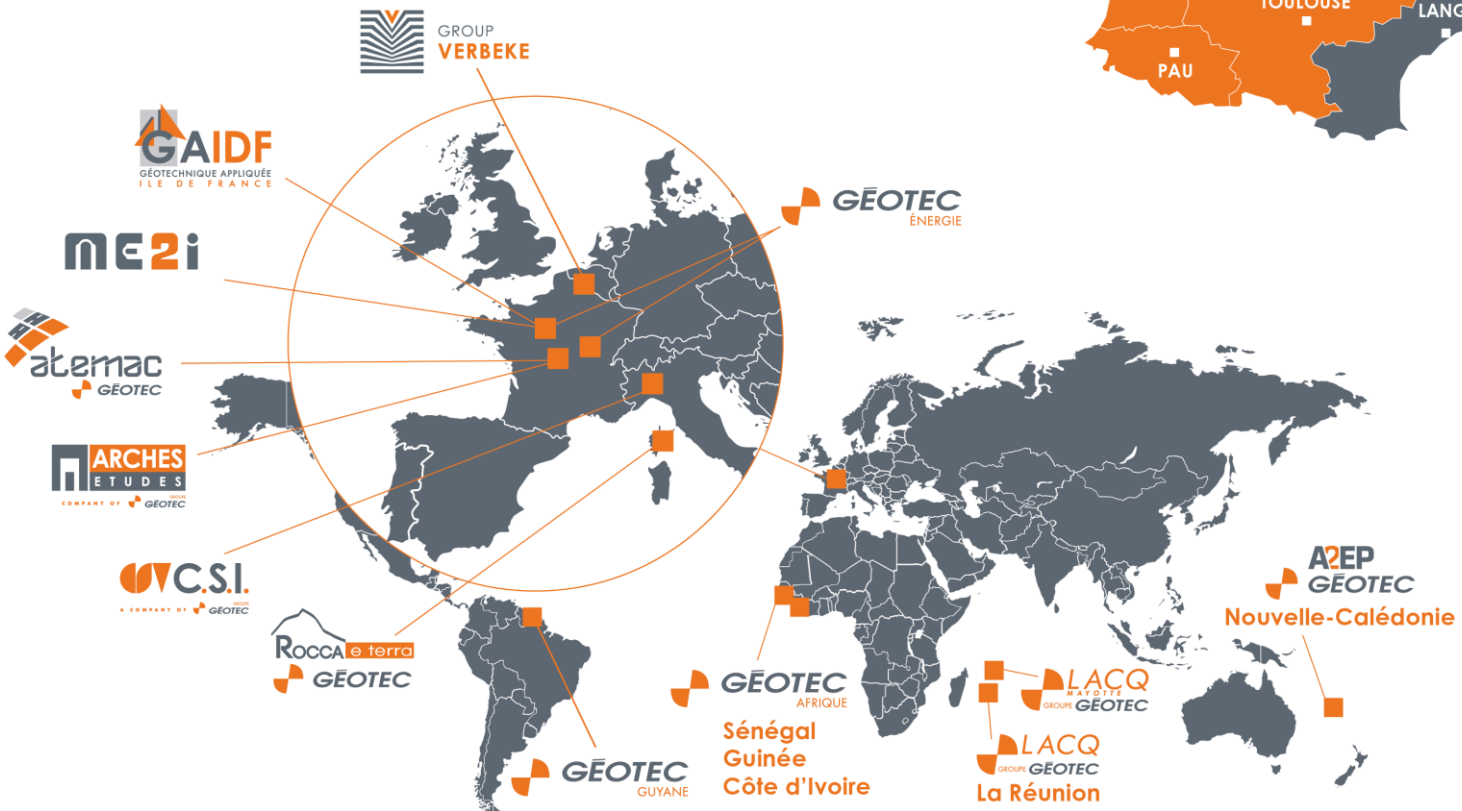 TOULOUSE
LANG
PAU
GROUP
VERBEKE
GAIDF
GÉOTECHNIQUE APPLIQUÉE
ILE DE FRANCE
GÉOTEC
ÉNERGIE
ME2i
atemac
GÉOTEC
ARCHES
ETUDES
COMPANY OF GROUPE GÉOTEC
C.S.I.
A COMPANY OF GROUPE GÉOTEC
ROCCA e terra
GÉOTEC
GÉOTEC
GUYANE
GÉOTEC
AFRIQUE
Sénégal
Guinée
Côte d'Ivoire
LACQ
MAYOTTE
GROUPE GÉOTEC
LACQ
GROUPE GÉOTEC
La Réunion
A2EP
GÉOTEC
Nouvelle-Calédonie